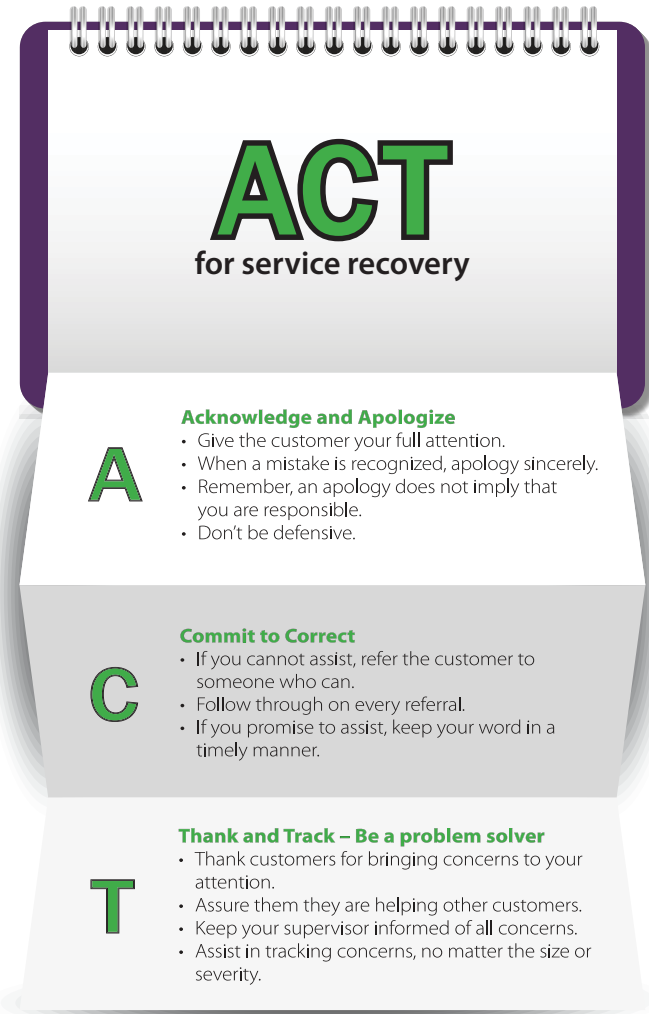 ACT
for service recovery
A
Acknowledge and Apologize
• Give the customer your full attention.
• When a mistake is recognized, apology sincerely.
• Remember, an apology does not imply that
you are responsible.
• Don't be defensive.
C
Commit to Correct
• If you cannot assist, refer the customer to
someone who can.
• Follow through on every referral.
• If you promise to assist, keep your word in a
timely manner.
T
Thank and Track – Be a problem solver
• Thank customers for bringing concerns to your
attention.
• Assure them they are helping other customers.
• Keep your supervisor informed of all concerns.
• Assist in tracking concerns, no matter the size or
severity.